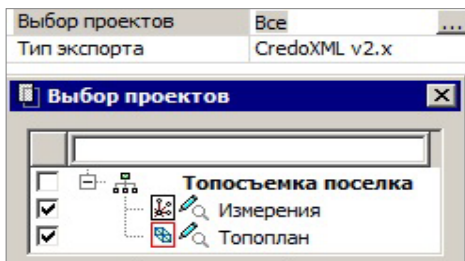 Выбор проектов Все ...
Тип экспорта CredoXML v2.x
Выбор проектов
Топосъемка поселка
Измерения
Топоплан